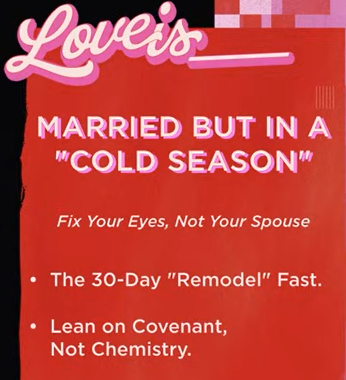 Love is ___
MARRIED BUT IN A
"COLD SEASON"
Fix Your Eyes, Not Your Spouse
• The 30-Day "Remodel" Fast.
• Lean on Covenant,
Not Chemistry.